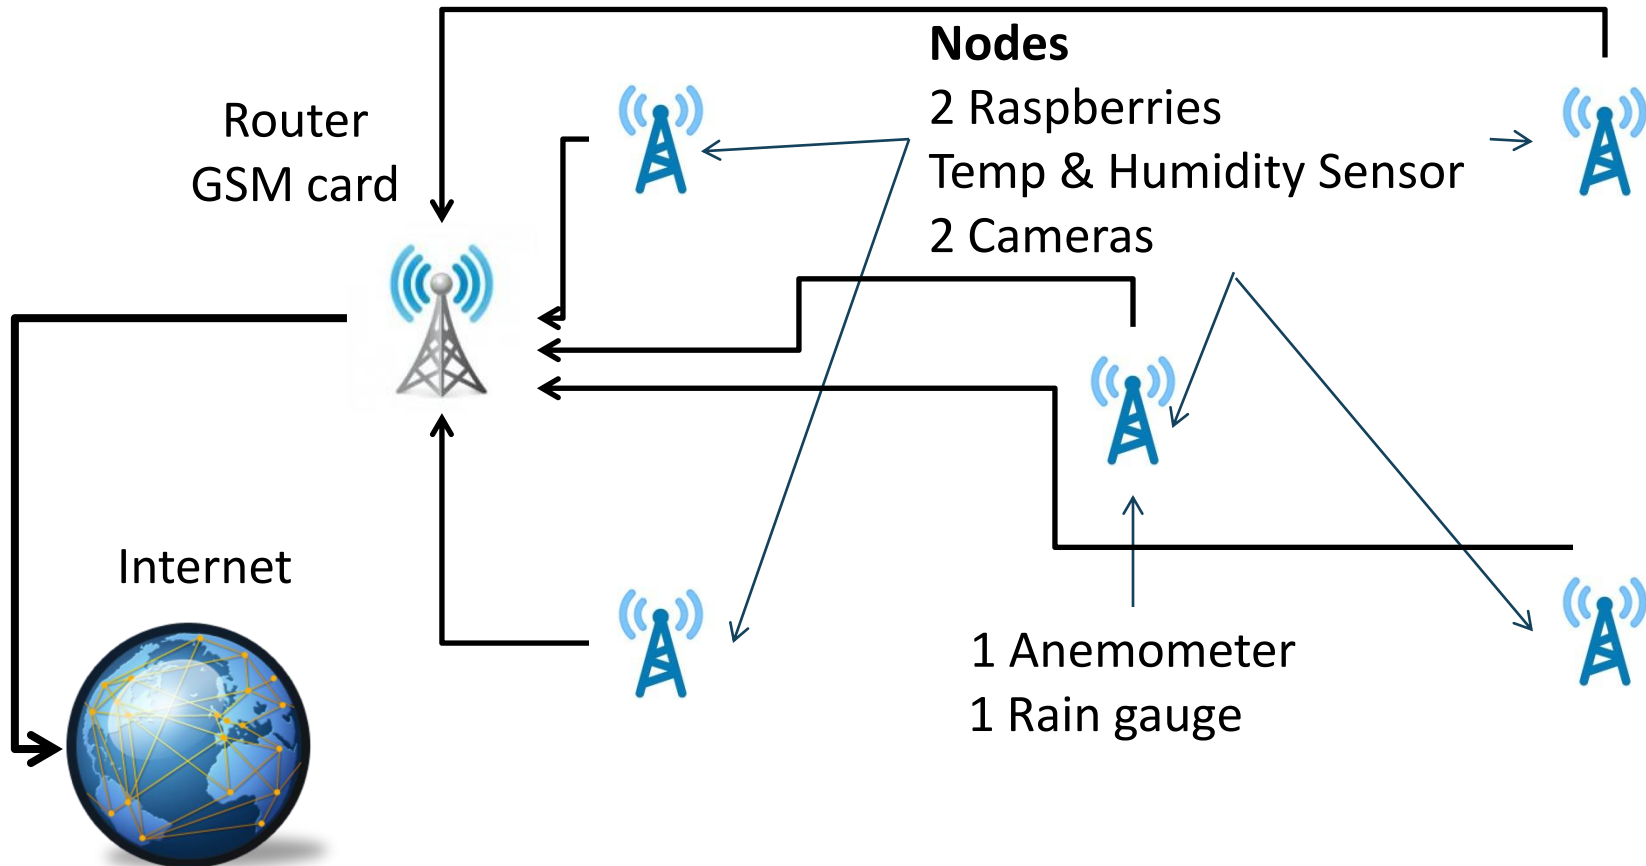 Nodes
2 Raspberries
Temp & Humidity Sensor
2 Cameras
Router
GSM card
Internet
1 Anemometer
1 Rain gauge